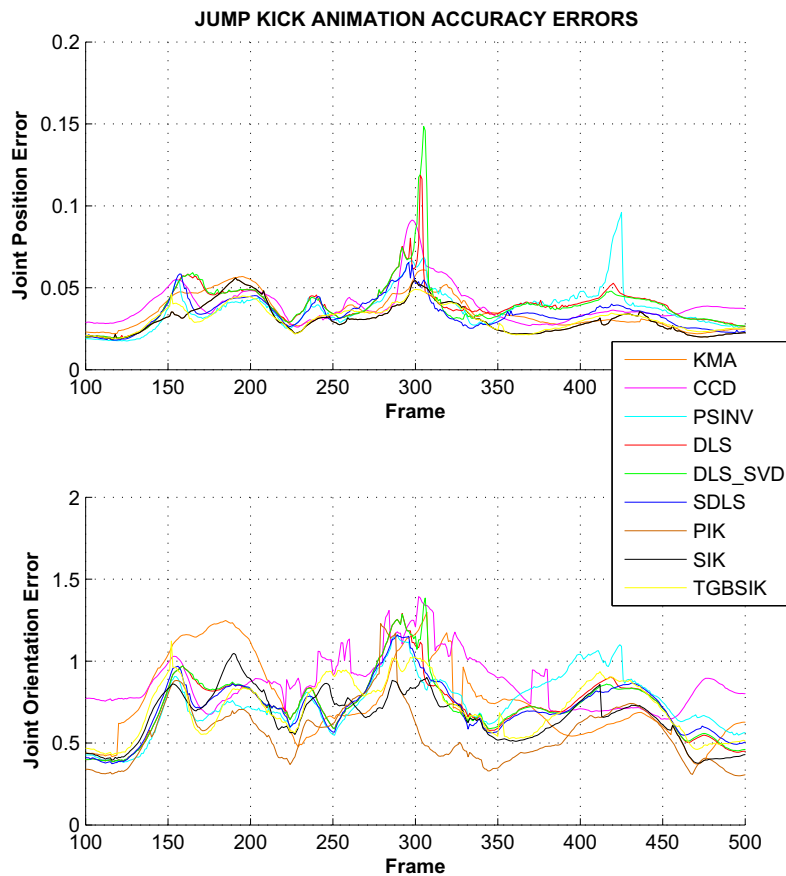 JUMP KICK ANIMATION ACCURACY ERRORS
0.2
0.15
0.1
0.05
0
Joint Position Error
100 150 200 250 300 350 400
Frame
KMA
CCD
PSINV
DLS
DLS_SVD
SDLS
PIK
SIK
TGBSIK
2
1.5
1
0.5
0
Joint Orientation Error
100 150 200 250 300 350 400 450 500
Frame